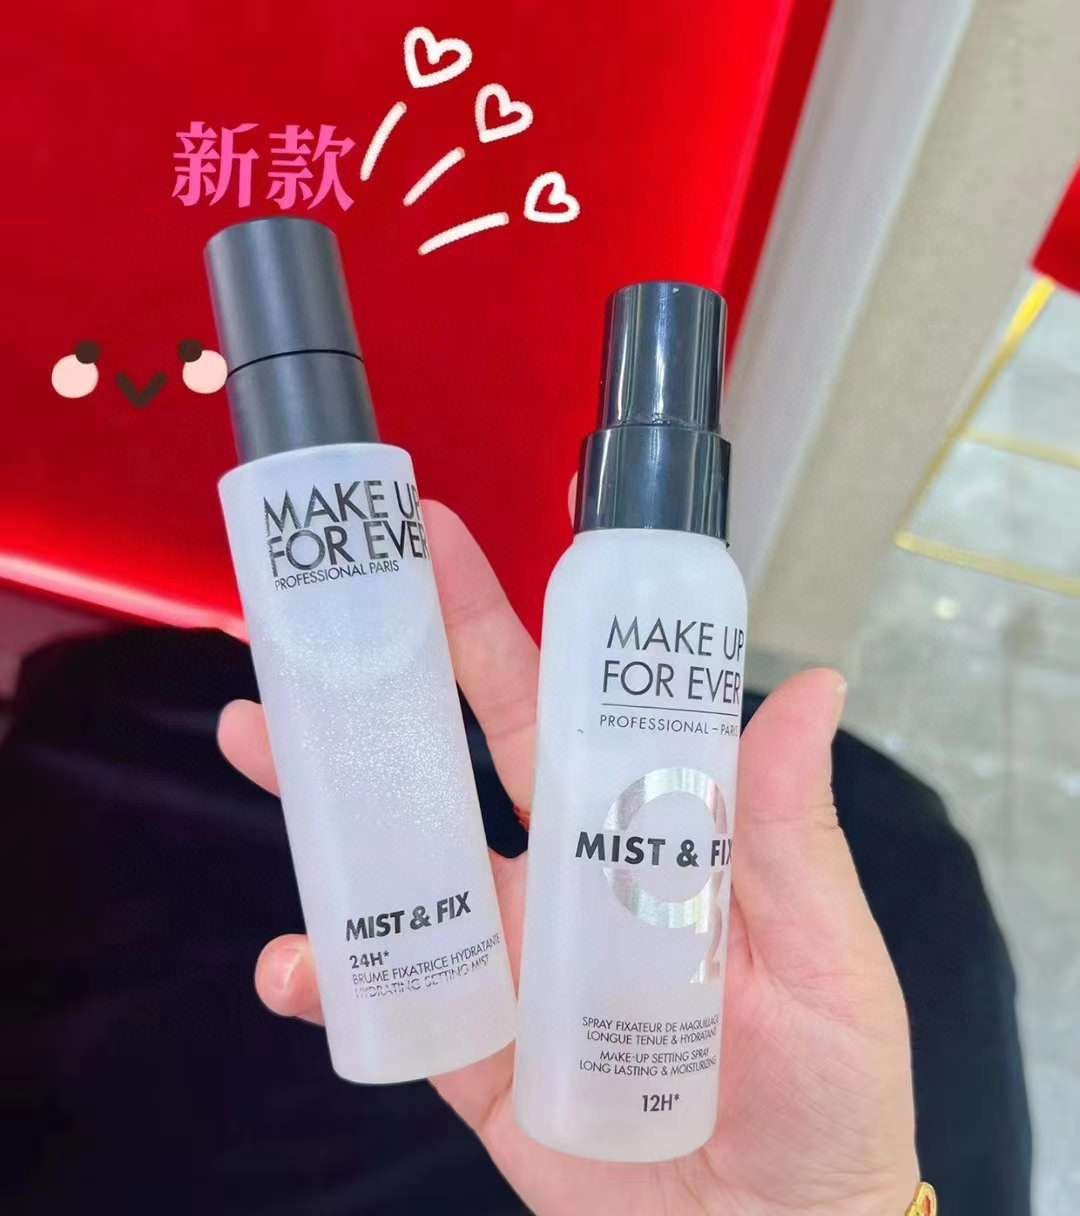 新款
MAKE UP
FOR EVER
PROFESSIONAL PARIS
MIST & FIX
24H*
BRUME FIXATRICE HYDRATANTE
HYDRATING SETTING MIST
MAKE UP
FOR EVER
PROFESSIONAL – PARIS
O2
MIST & FIX
SPRAY FIXATEUR DE MAQUILLAGE
LONGUE TENUE & HYDRATANT
MAKE-UP SETTING SPRAY
LONG LASTING & MOISTURIZING
12H*